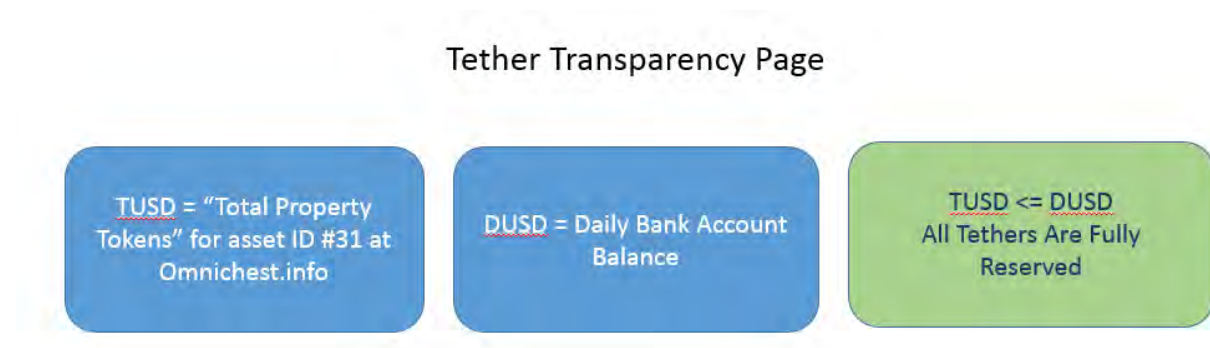 Tether Transparency Page
TUSD = “Total Property
Tokens” for asset ID #31 at
Omnichest.info
DUSD = Daily Bank Account
Balance
TUSD <= DUSD
All Tethers Are Fully
Reserved